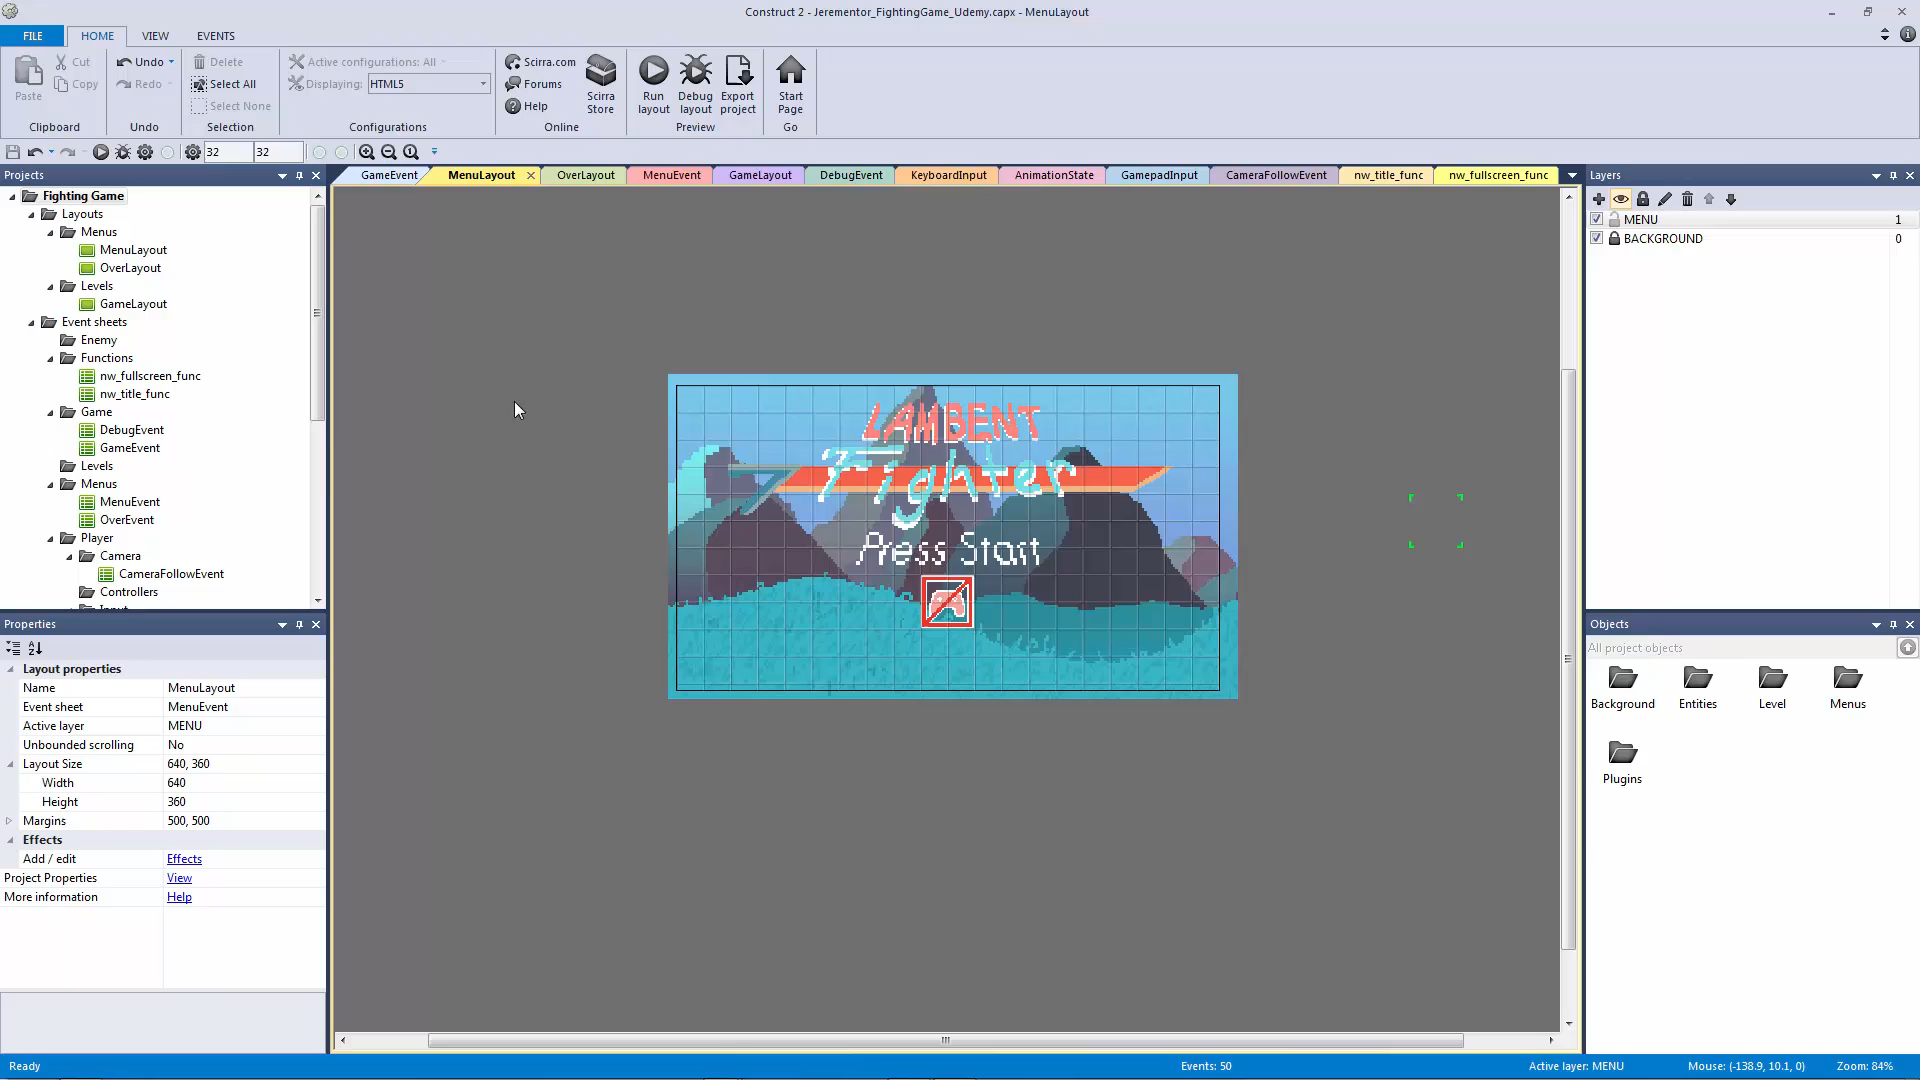 Construct 2 - Jerementor_FightingGame_Udemy.capx - MenuLayout
FILE HOME VIEW EVENTS
Paste Cut Copy
Clipboard
Undo Redo
Undo
Delete
Select All
Select None
Selection
Active configurations: All
Displaying: HTML5
Configurations
Scirra.com
Forums
Help
Scirra Store
Online
Run layout
Debug layout
Export project
Preview
Start Page
Go
32 32
Projects
Fighting Game
Layouts
Menus
MenuLayout
OverLayout
Levels
GameLayout
Event sheets
Enemy
Functions
nw_fullscreen_func
nw_title_func
Game
DebugEvent
GameEvent
Levels
Menus
MenuEvent
OverEvent
Player
Camera
CameraFollowEvent
Controllers
Input
Properties
Layout properties
Name MenuLayout
Event sheet MenuEvent
Active layer MENU
Unbounded scrolling No
Layout Size 640, 360
Width 640
Height 360
Margins 500, 500
Effects
Add / edit Effects
Project Properties View
More information Help
GameEvent MenuLayout OverLayout MenuEvent GameLayout DebugEvent KeyboardInput AnimationState GamepadInput CameraFollowEvent nw_title_func nw_fullscreen_func
LAMBENT
Fighter
Press Start
Layers
MENU 1
BACKGROUND 0
Objects
All project objects
Background Entities Level Menus
Plugins
Ready Events: 50 Active layer: MENU Mouse: (-138.9, 10.1, 0) Zoom: 84%